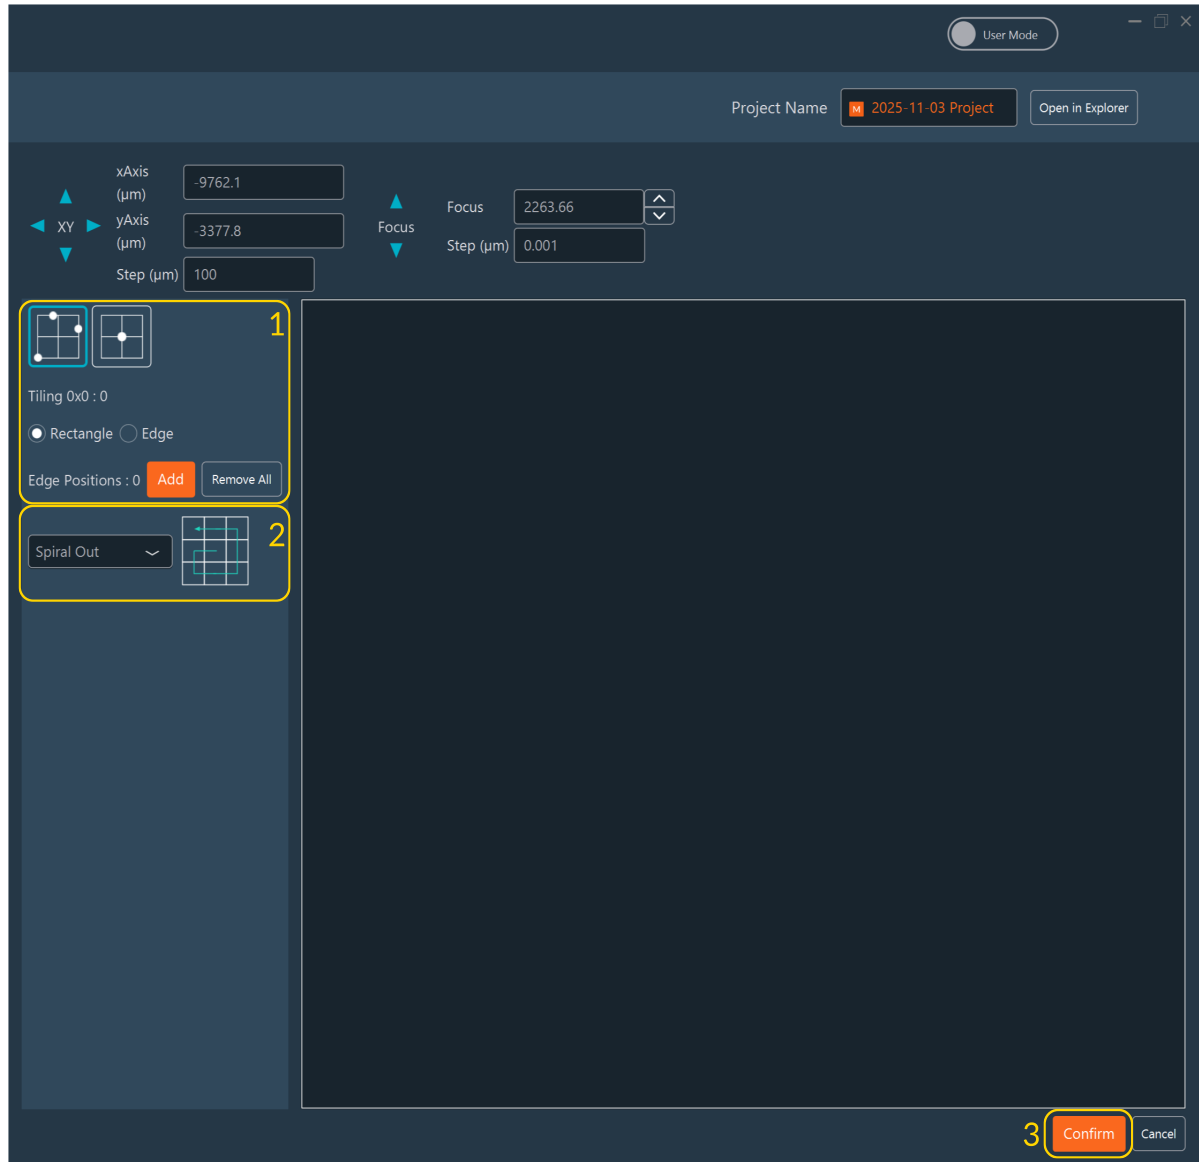 User Mode
Project Name M 2025-11-03 Project Open in Explorer
xAxis (µm) -9762.1
XY
yAxis (µm) -3377.8
Step (µm) 100
Focus
Focus 2263.66
Step (µm) 0.001
1
Tiling 0x0 : 0
Rectangle Edge
Edge Positions : 0 Add Remove All
2
Spiral Out
3 Confirm Cancel